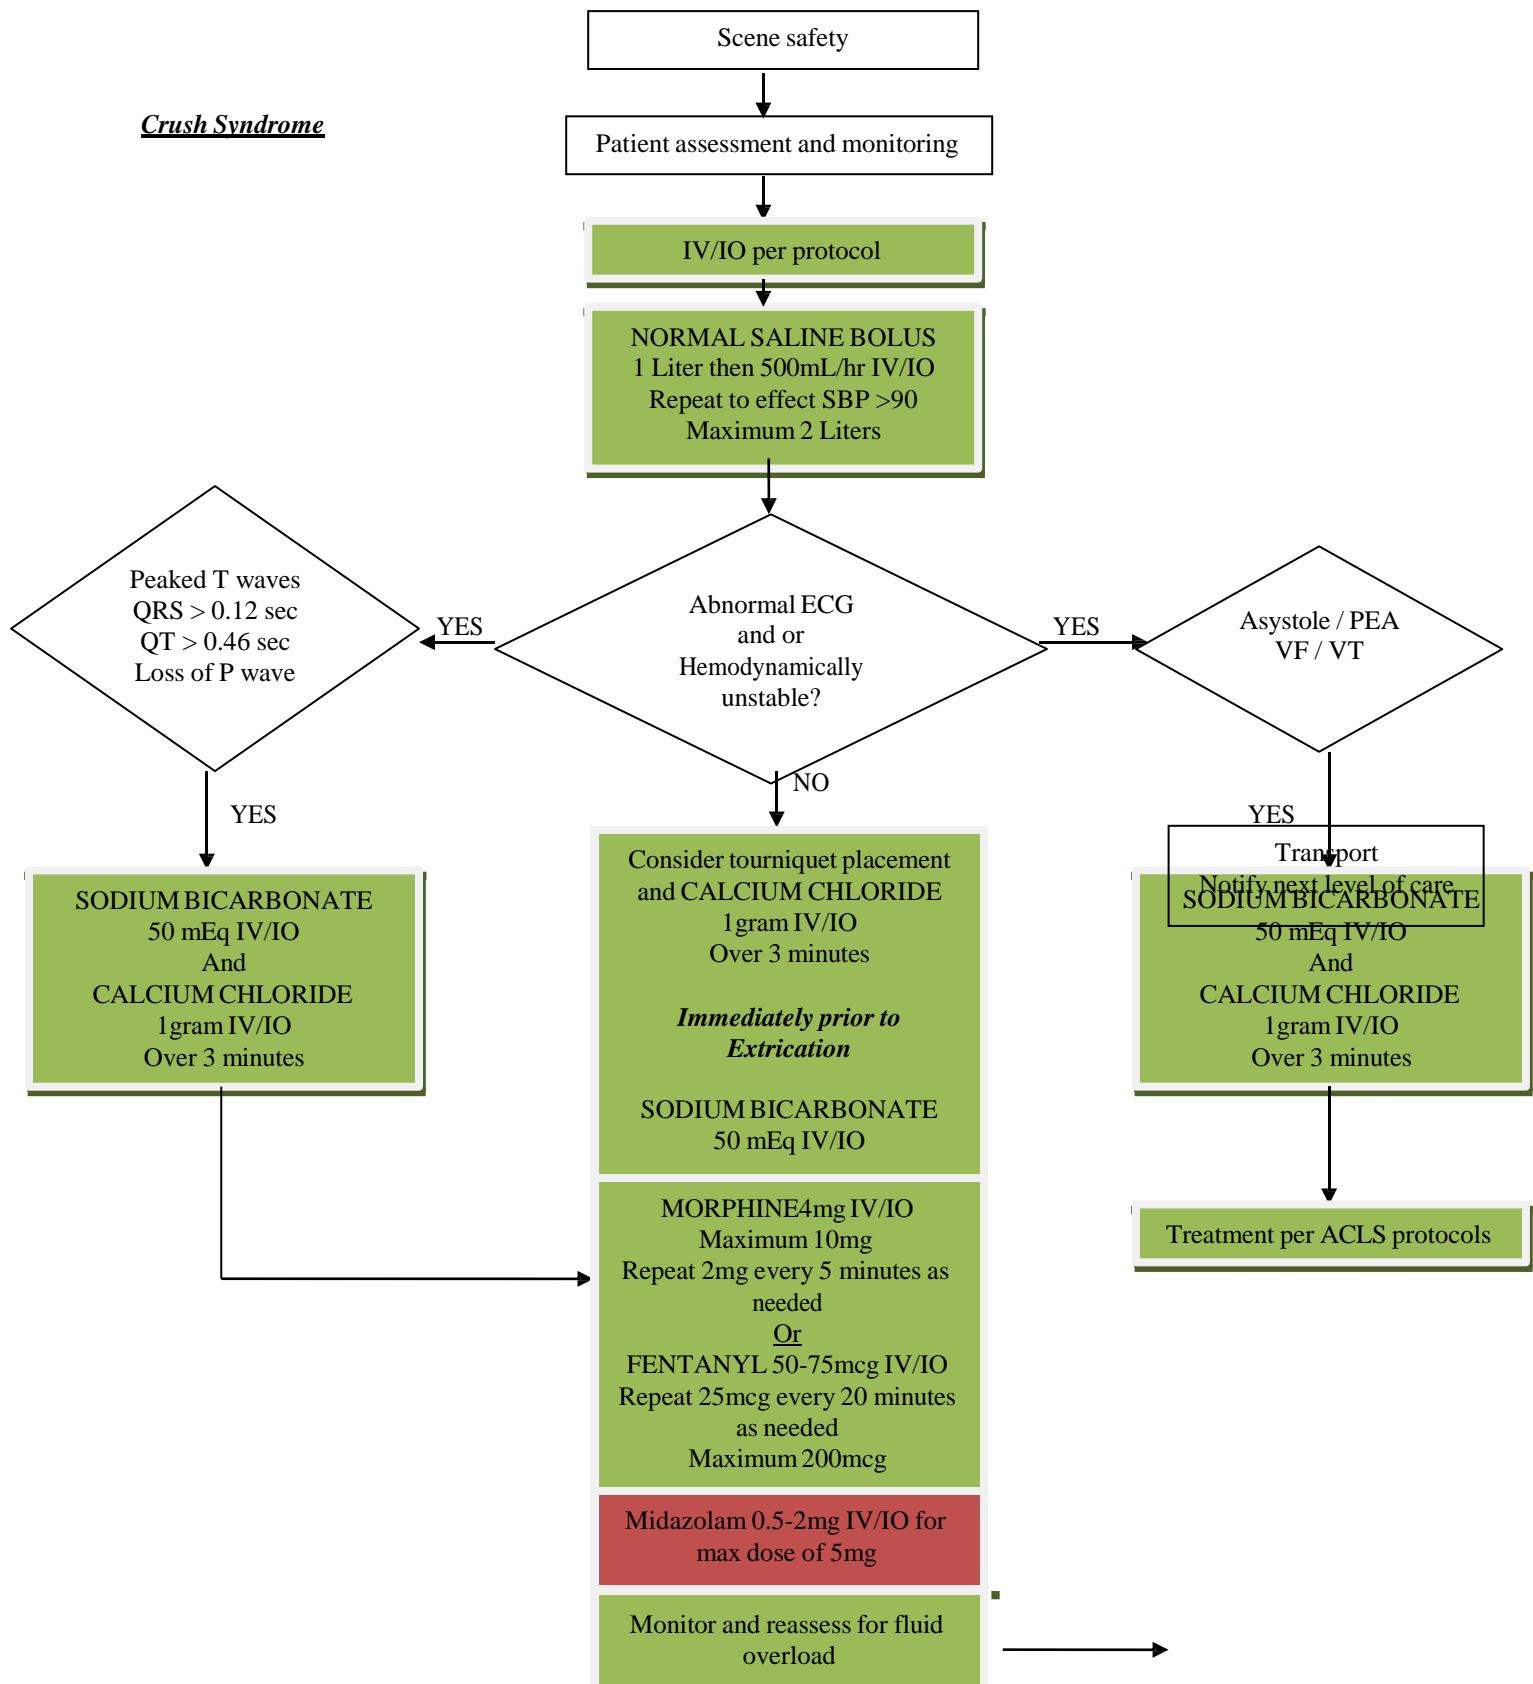 Scene safety
Crush Syndrome
Patient assessment and monitoring
IV/IO per protocol
NORMAL SALINE BOLUS
1 Liter then 500mL/hr IV/IO
Repeat to effect SBP >90
Maximum 2 Liters
Peaked T waves
QRS > 0.12 sec
QT > 0.46 sec
Loss of P wave
YES
Abnormal ECG
and or
Hemodynamically
unstable?
YES
Asystole / PEA
VF / VT
YES
NO
YES
SODIUM BICARBONATE
50 mEq IV/IO
And
CALCIUM CHLORIDE
1gram IV/IO
Over 3 minutes
Consider tourniquet placement
and CALCIUM CHLORIDE
1gram IV/IO
Over 3 minutes
Immediately prior to
Extrication
SODIUM BICARBONATE
50 mEq IV/IO
Transport
Notify next level of care
SODIUM BICARBONATE
50 mEq IV/IO
And
CALCIUM CHLORIDE
1gram IV/IO
Over 3 minutes
MORPHINE4mg IV/IO
Maximum 10mg
Repeat 2mg every 5 minutes as
needed
Or
FENTANYL 50-75mcg IV/IO
Repeat 25mcg every 20 minutes
as needed
Maximum 200mcg
Treatment per ACLS protocols
Midazolam 0.5-2mg IV/IO for
max dose of 5mg
Monitor and reassess for fluid
overload